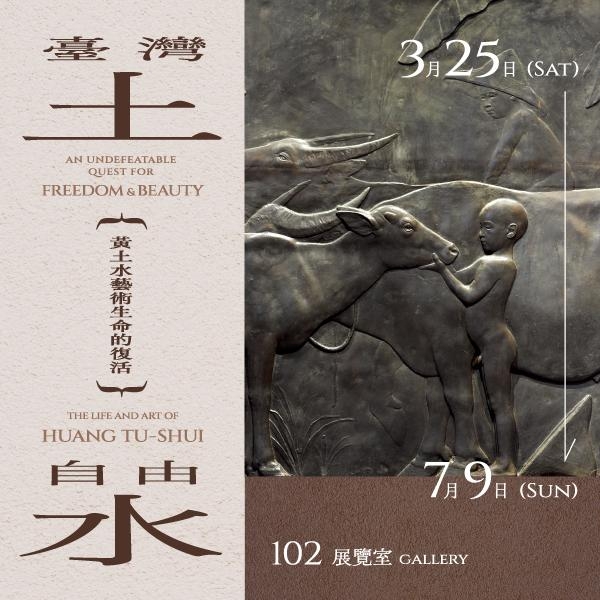 臺灣
土
AN UNDEFEATABLE
QUEST FOR
FREEDOM & BEAUTY
黃土水藝術生命的復活
THE LIFE AND ART OF
HUANG TU-SHUI
自由
水
3月25日 (SAT)
7月9日 (SUN)
102 展覽室 GALLERY